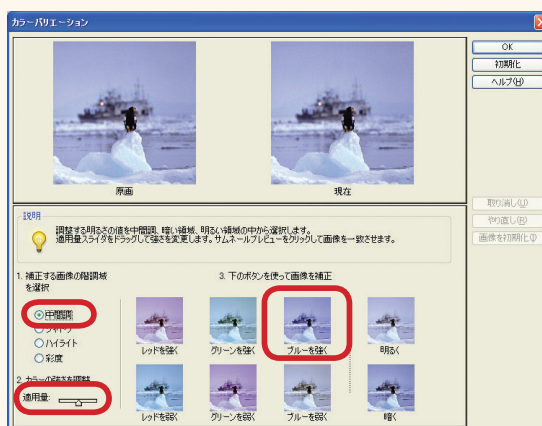 カラーバリエーション
OK
初期化
ヘルプ(H)
原画
現在
取り消し(U)
やり直し(R)
画像を初期化(I)
説明
調整する明るさの値を中間調、暗い領域、明るい領域の中から選択します。
適用量スライダをドラッグして強さを変更します。サムネールプレビューをクリックして画像を一致させます。
1. 補正する画像の階調域
を選択
3. 下のボタンを使って画像を補正
中間調
シャドウ
ハイライト
彩度
レッドを強く
グリーンを強く
ブルーを強く
明るく
2. カラーの強さを調整
適用量:
レッドを弱く
グリーンを弱く
ブルーを弱く
暗く